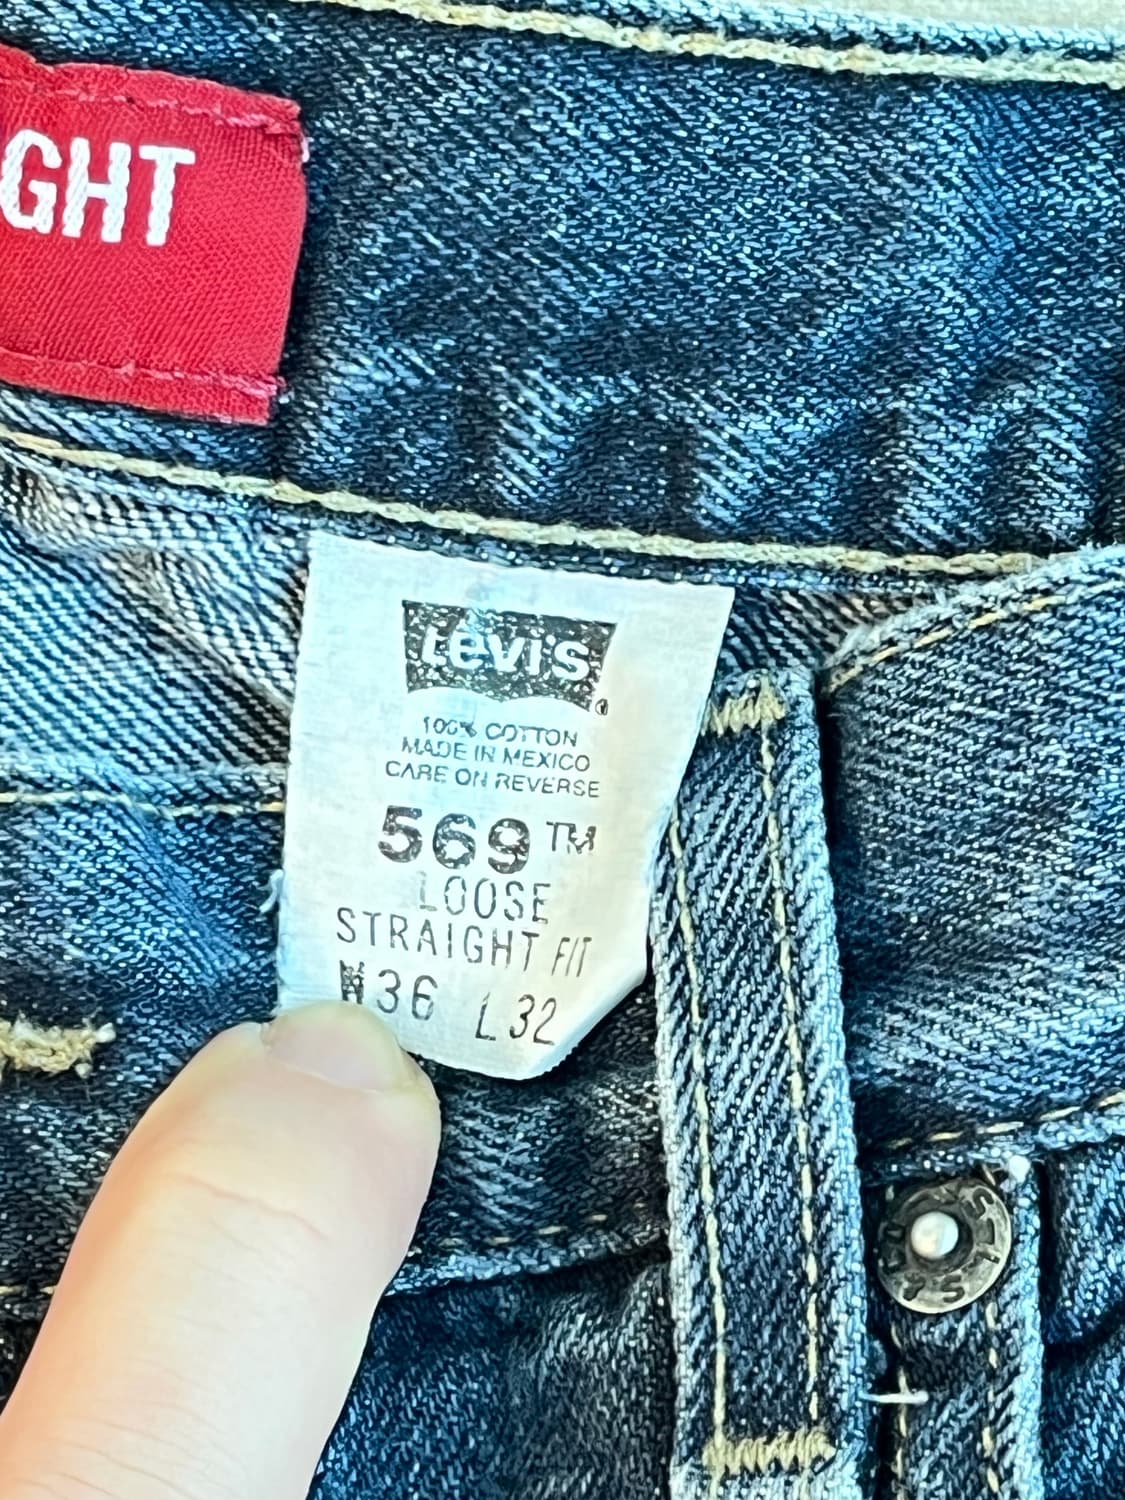 GHT
Levi's
100% COTTON
MADE IN MEXICO
CARE ON REVERSE
569™
LOOSE
STRAIGHT FIT
W36 L32